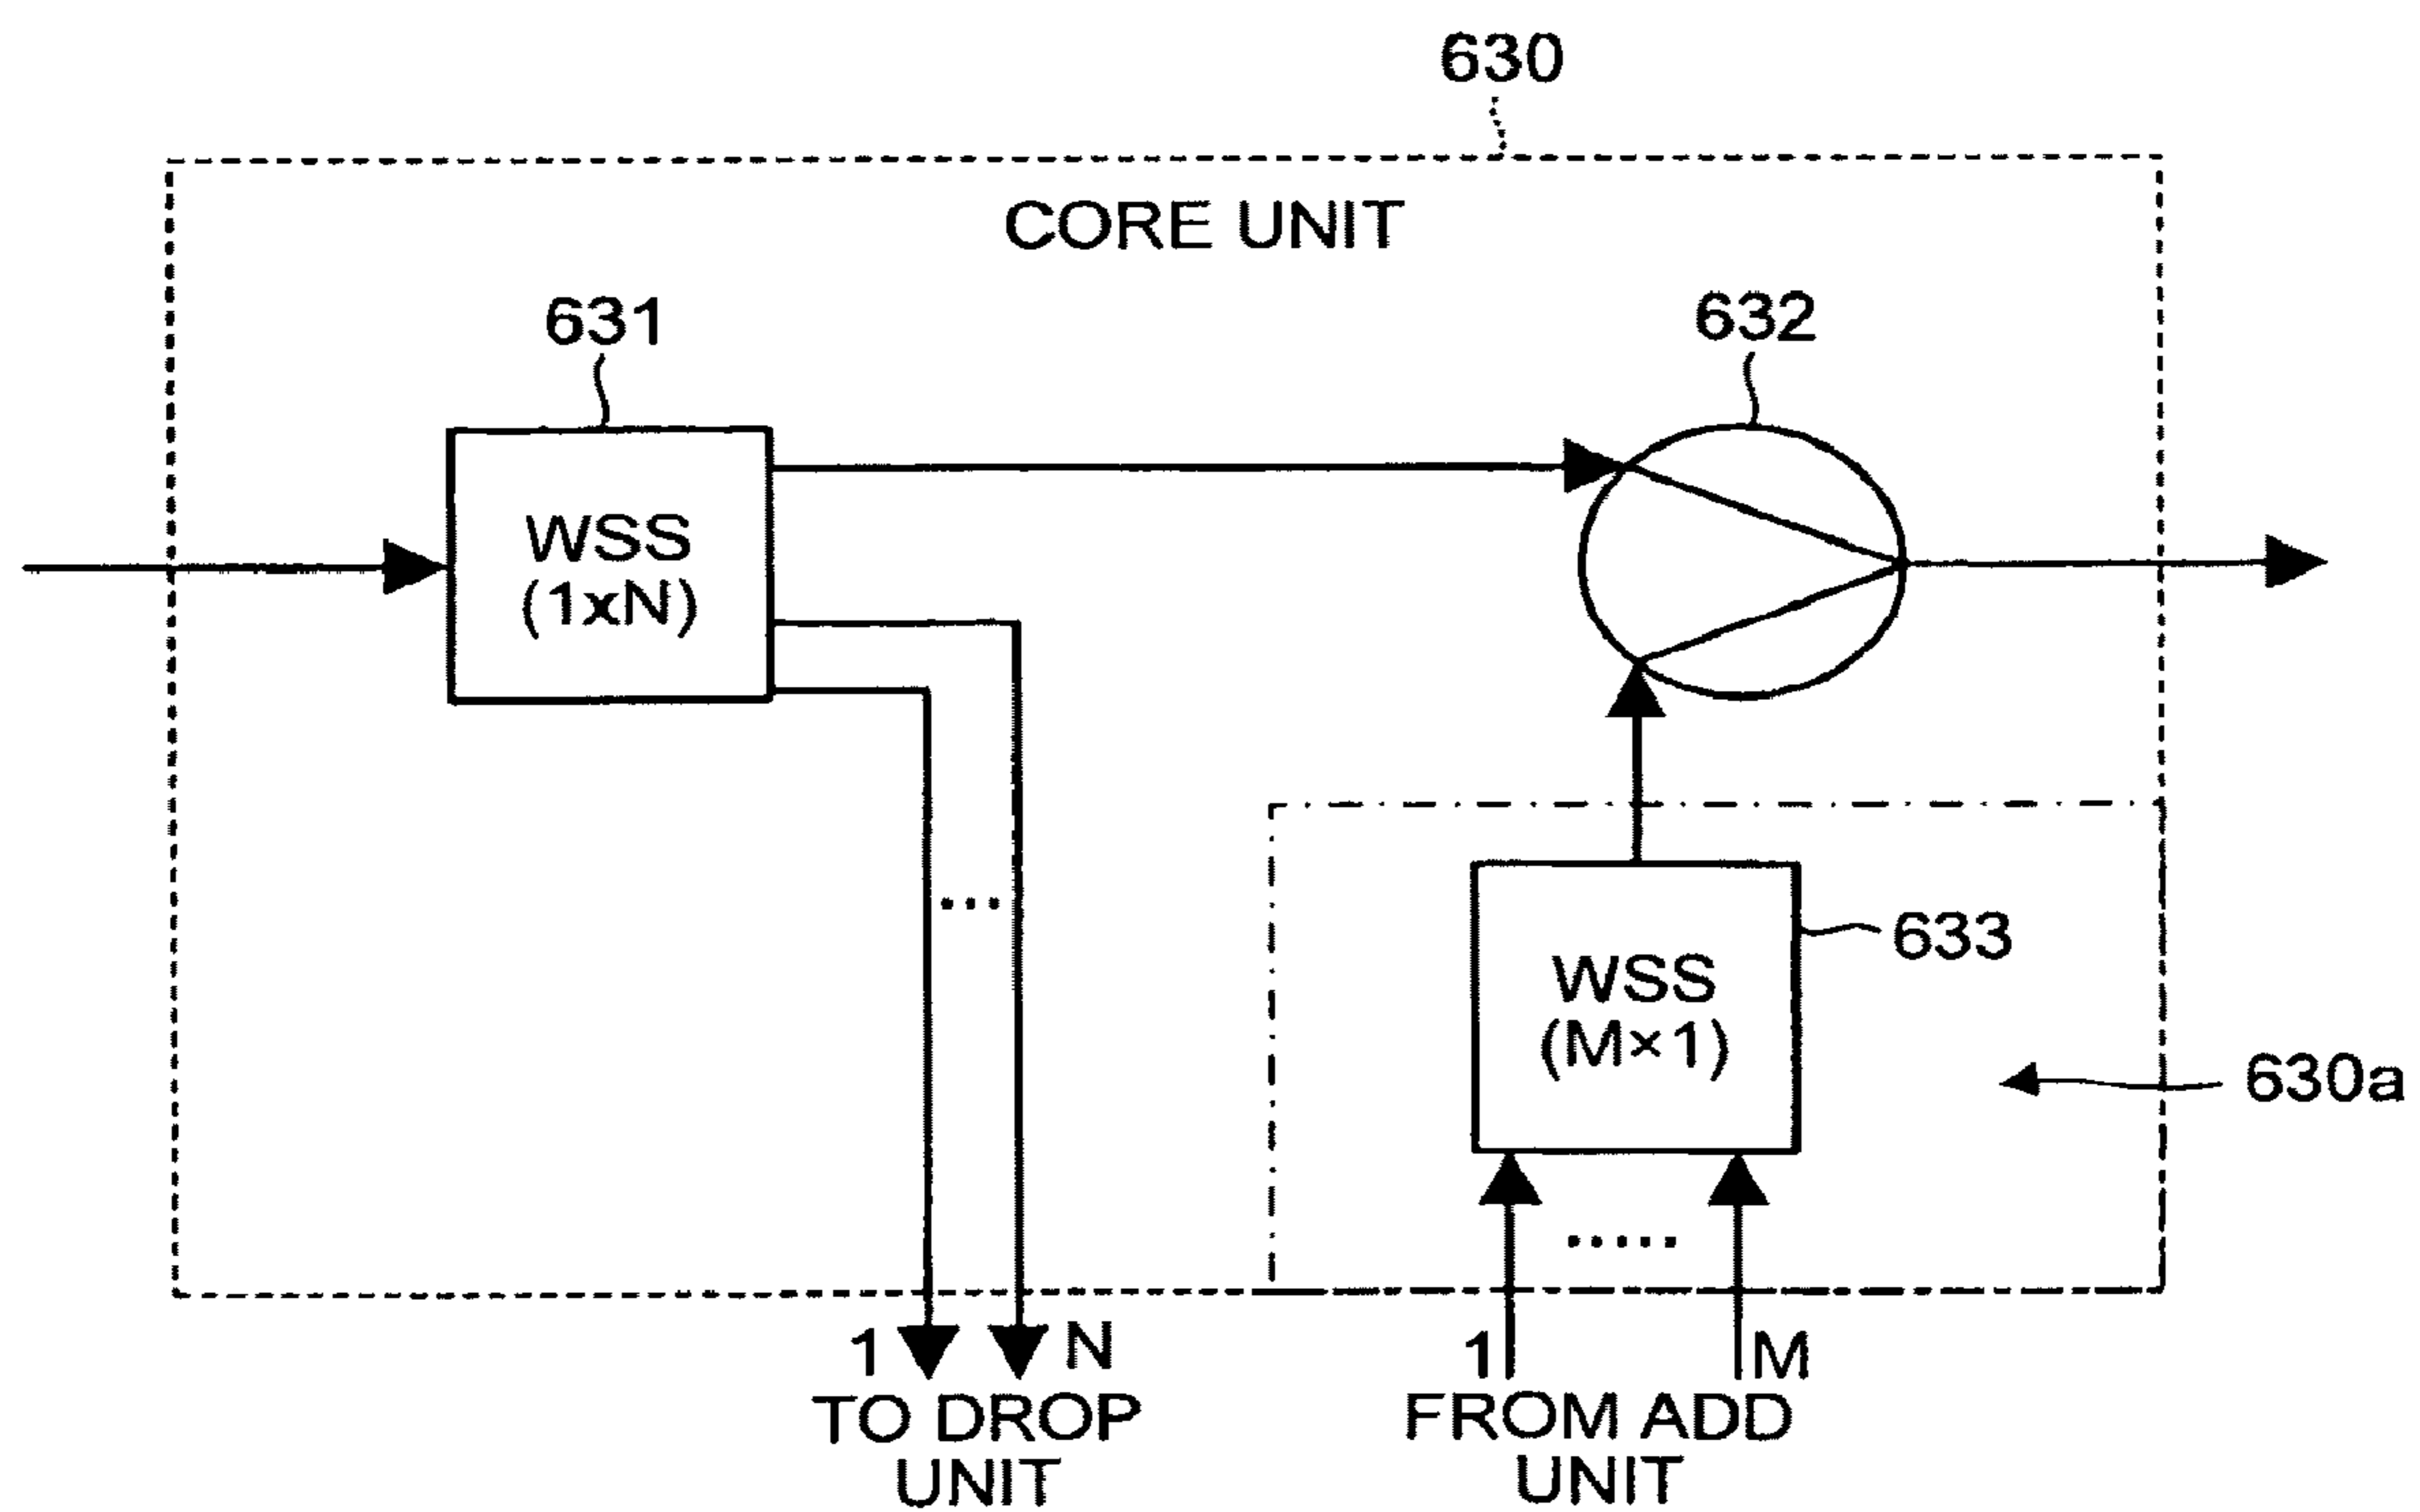 630
CORE UNIT
631
632
WSS
(1xN)
...
633
WSS
(M×1)
630a
.....
1
N
1
M
TO DROP
UNIT
FROM ADD
UNIT